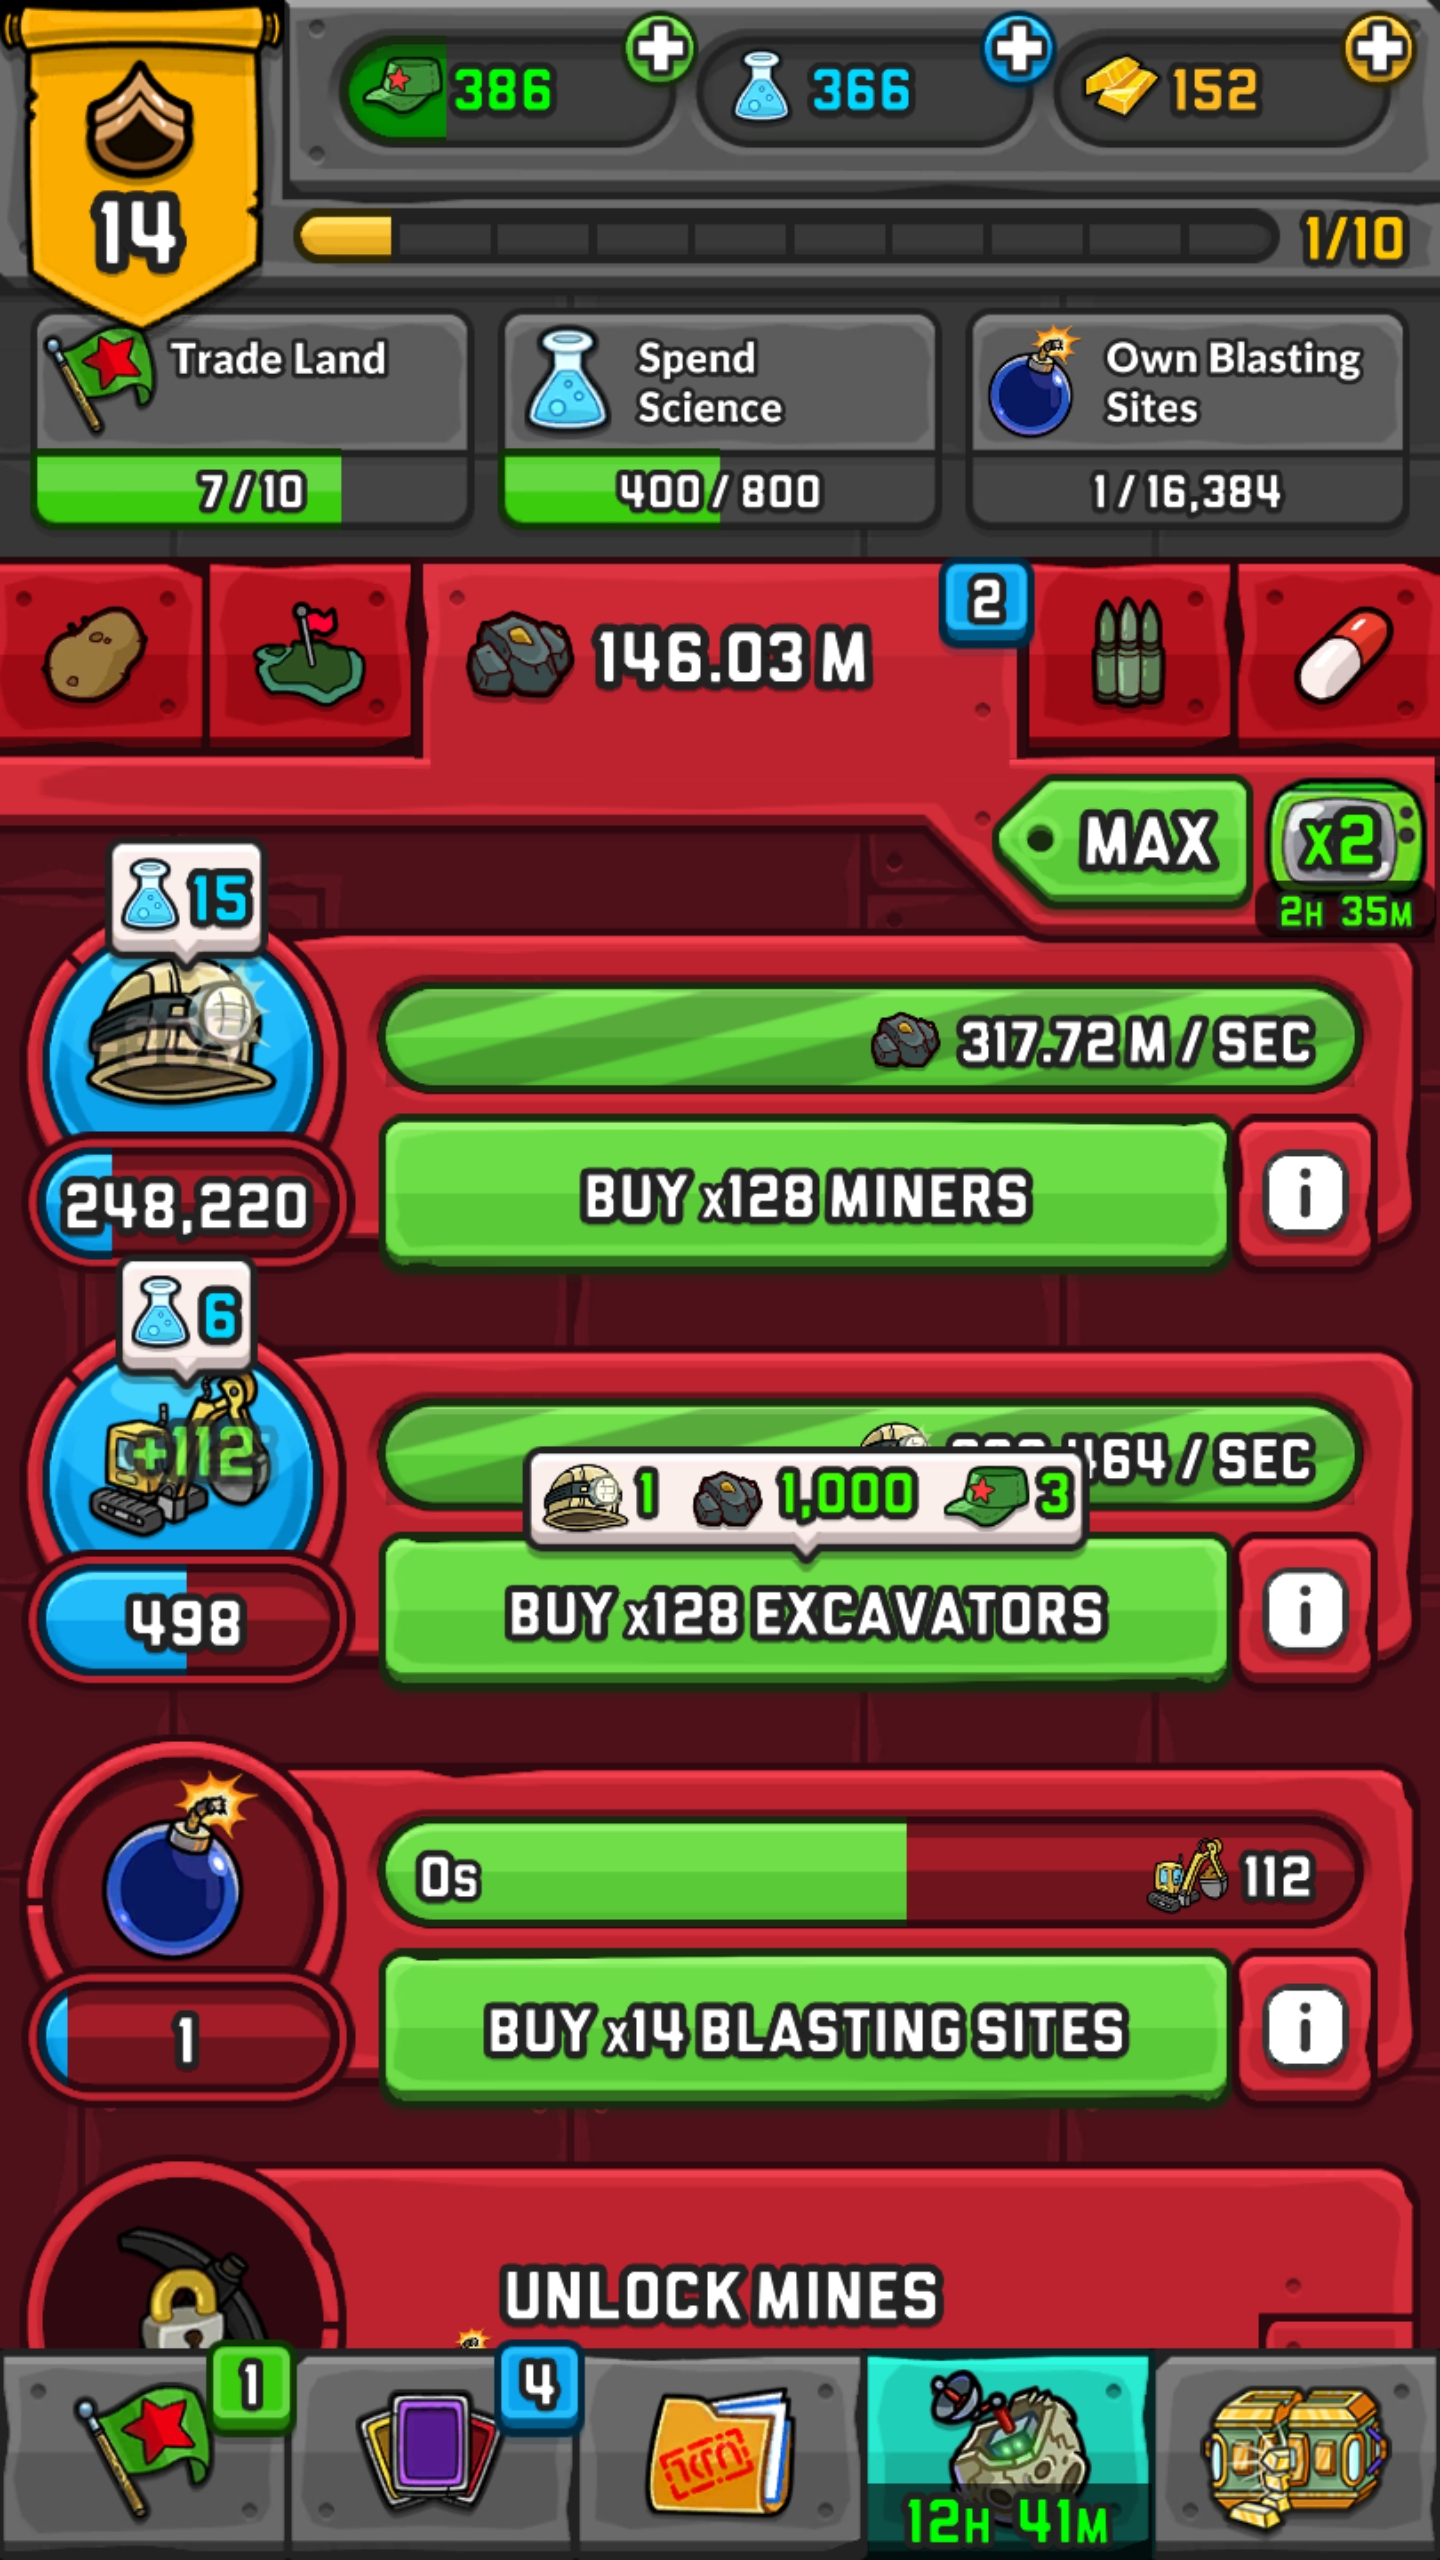 386
366
152
14
1/10
Trade Land
7/10
Spend
Science
400/800
Own Blasting
Sites
1/16,384
146.03 M
2
MAX
x2
2H 35M
15
317.72 M / SEC
248,220
BUY x128 MINERS
6
+112
464 / SEC
1
1,000
3
498
BUY x128 EXCAVATORS
0s
112
1
BUY x14 BLASTING SITES
UNLOCK MINES
1
4
12H 41M